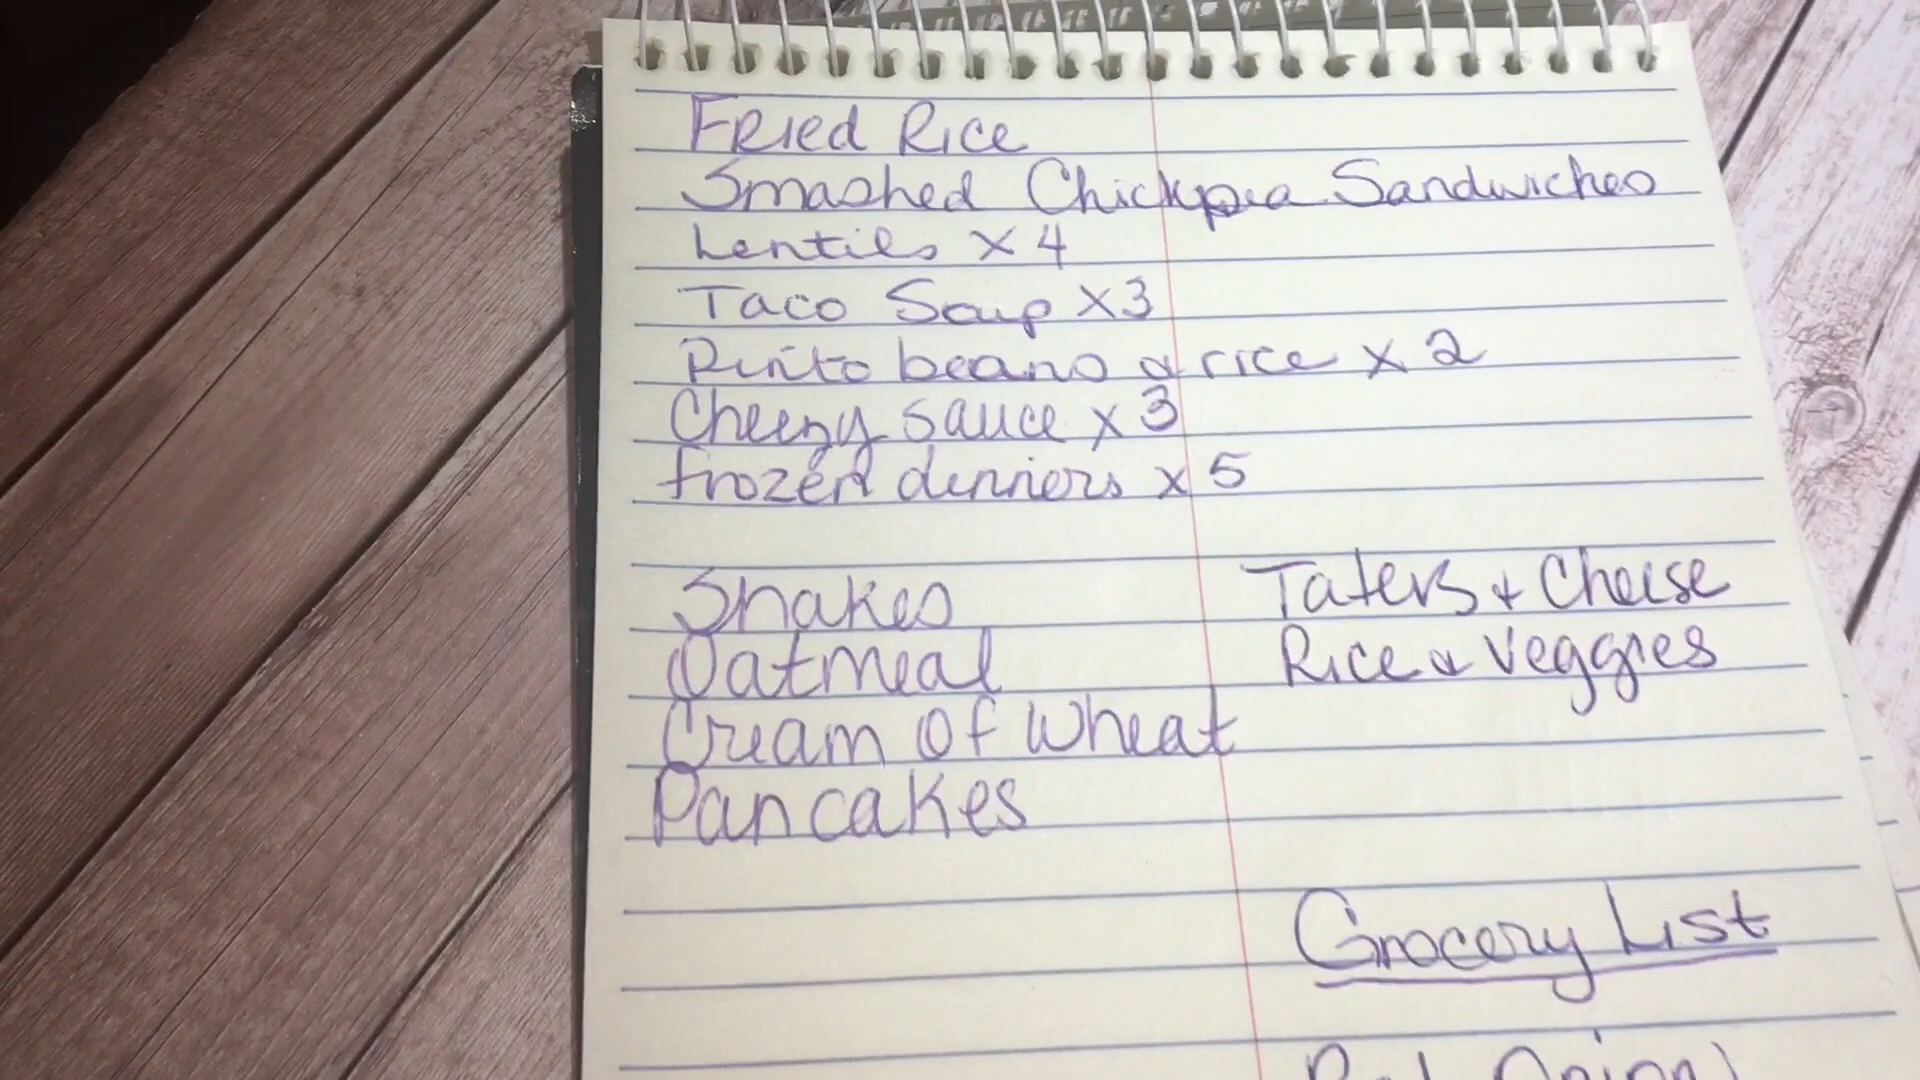 Fried Rice
Smashed Chickpea Sandwiches
Lentils x 4
Taco Soup x3
Pinto beans & rice x 2
Cheezy sauce x 3
frozen dinners x 5
Shakes
Oatmeal
Cream of Wheat
Pancakes
Taters + Cheese
Rice & Veggies
Grocery List